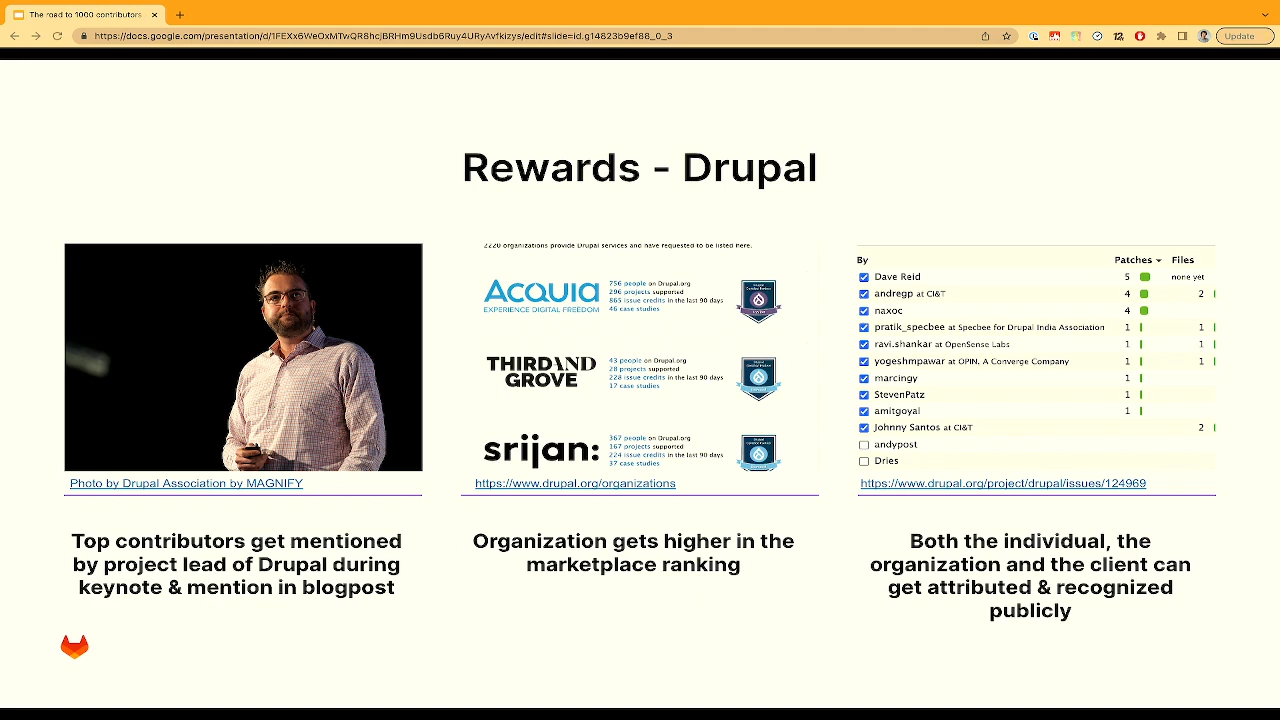 The road to 1000 contributors
https://docs.google.com/presentation/d/1FEXx6WeOxMTwQR8hcjBRHm9Usdb6Ruy4URyAvfkizys/edit#slide=id.g14823b9ef88_0_3
Update
Rewards - Drupal
2220 organizations provide Drupal services and have requested to be listed here.
Acquia
EXPERIENCE DIGITAL FREEDOM
756 people on Drupal.org
296 projects supported
865 issue credits in the last 90 days
46 case studies
THIRD AND
GROVE
43 people on Drupal.org
28 projects supported
228 issue credits in the last 90 days
17 case studies
srijan:
367 people on Drupal.org
167 projects supported
224 issue credits in the last 90 days
37 case studies
By Patches Files
Dave Reid 5 none yet
andregp at CI&T 4 2
naxoc 4
pratik_specbee at Specbee for Drupal India Association 1 1
ravi.shankar at OpenSense Labs 1 1
yogeshmpawar at OPIN, A Converge Company 1 1
marcingy 1
StevenPatz 1
amitgoyal 1
Johnny Santos at CI&T 2
andypost
Dries
Photo by Drupal Association by MAGNIFY
https://www.drupal.org/organizations
https://www.drupal.org/project/drupal/issues/124969
Top contributors get mentioned
by project lead of Drupal during
keynote & mention in blogpost
Organization gets higher in the
marketplace ranking
Both the individual, the
organization and the client can
get attributed & recognized
publicly